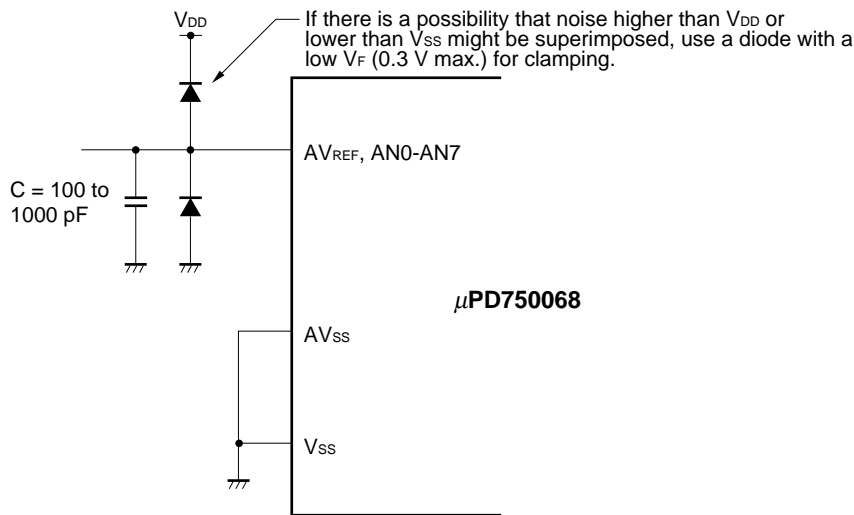 VDD
If there is a possibility that noise higher than VDD or
lower than VSS might be superimposed, use a diode with a
low VF (0.3 V max.) for clamping.
AVREF, AN0-AN7
C = 100 to
1000 pF
μPD750068
AVSS
VSS